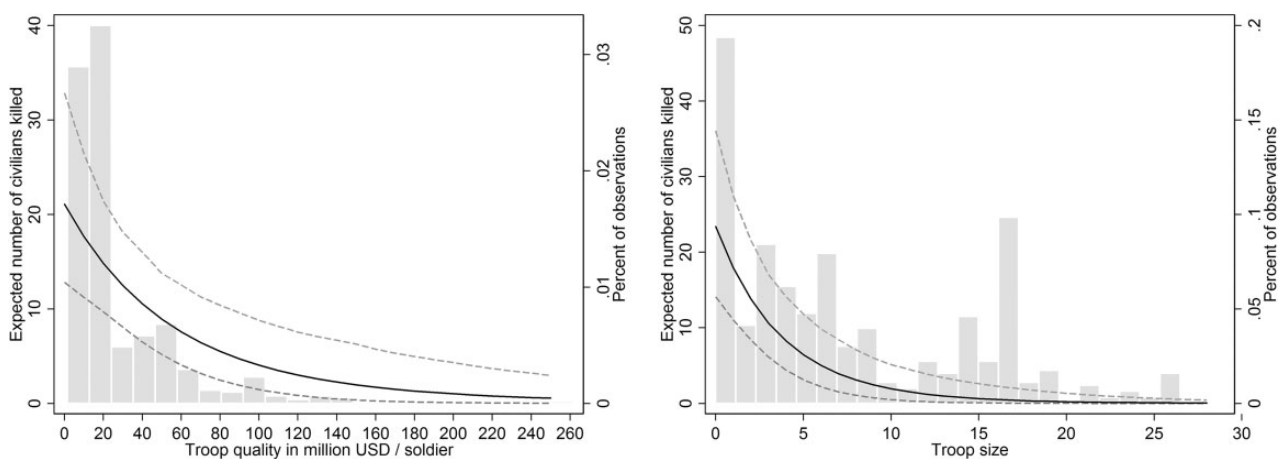 40
30
20
10
0
Expected number of civilians killed
.03
.02
.01
0
Percent of observations
0 20 40 60 80 100 120 140 160 180 200 220 240 260
Troop quality in million USD / soldier
50
40
30
20
10
0
Expected number of civilians killed
.2
.15
.1
.05
0
Percent of observations
0 5 10 15 20 25 30
Troop size